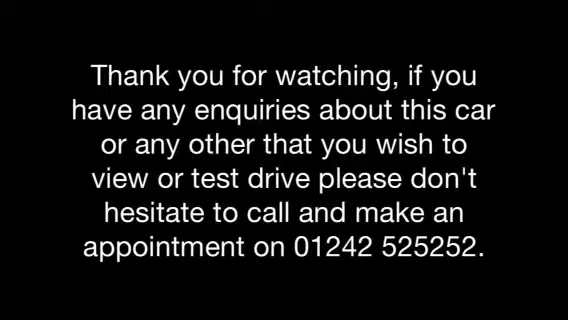 Thank you for watching, if you
have any enquiries about this car
or any other that you wish to
view or test drive please don't
hesitate to call and make an
appointment on 01242 525252.